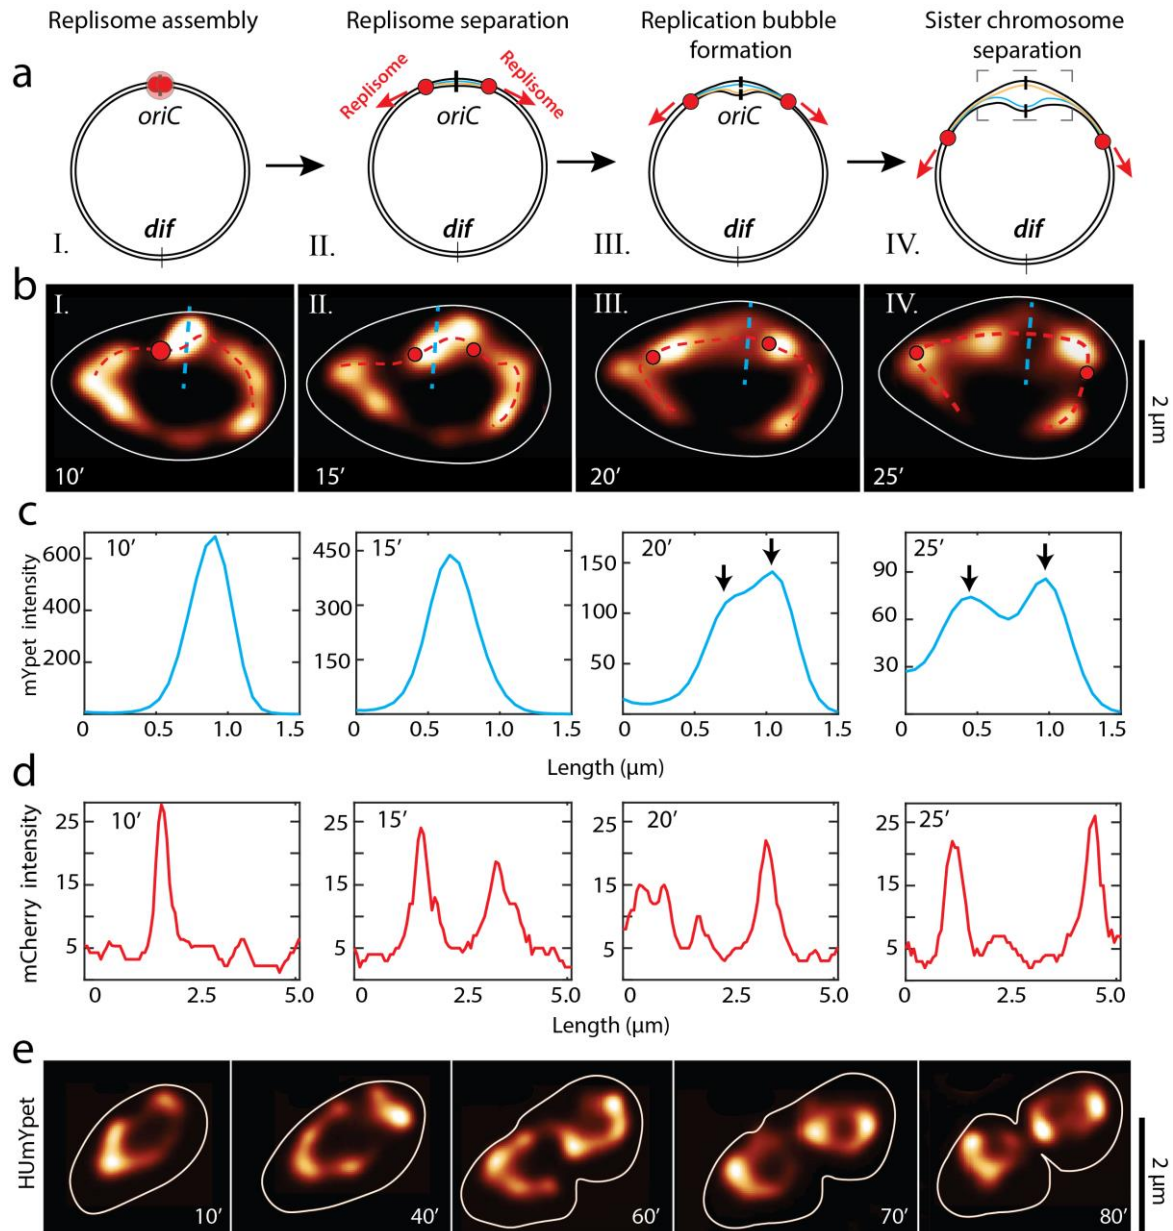 Replisome assembly
Replisome separation
Replication bubble
formation
Sister chromosome
separation
a
oriC
dif
I.
Replisome
Replisome
oriC
dif
II.
oriC
dif
III.
dif
IV.
b
I.
10′
II.
15′
III.
20′
IV.
25′
2 μm
c
mYpet intensity
10′
600
400
200
0
0.5
1.0
1.5
15′
450
300
150
0
0.5
1.0
1.5
20′
150
100
50
0
0.5
1.0
1.5
25′
90
60
30
0
0.5
1.0
1.5
Length (μm)
d
mCherry intensity
10′
25
15
5
0
2.5
5.0
15′
25
15
5
0
2.5
5.0
20′
25
15
5
0
2.5
5.0
25′
25
15
5
0
2.5
5.0
Length (μm)
e
HUmYpet
10′
40′
60′
70′
80′
2 μm